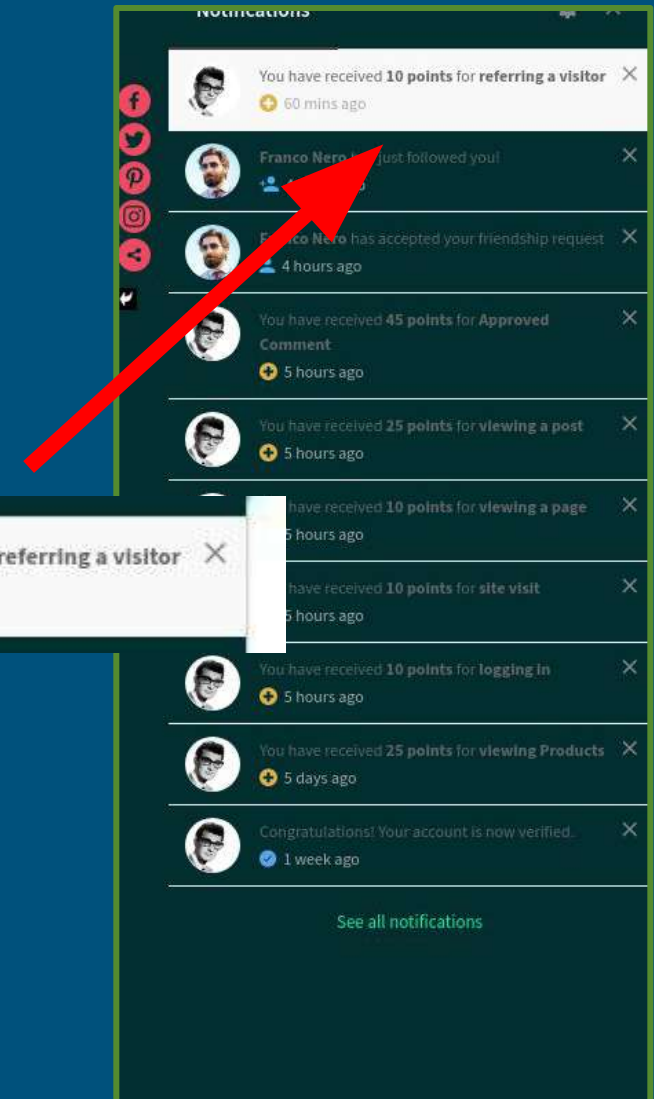 Notifications
You have received 10 points for referring a visitor
60 mins ago
Franco Nero just followed you!
Franco Nero has accepted your friendship request
4 hours ago
You have received 45 points for Approved
Comment
5 hours ago
You have received 25 points for viewing a post
5 hours ago
have received 10 points for viewing a page
5 hours ago
referring a visitor
have received 10 points for site visit
5 hours ago
You have received 10 points for logging in
5 hours ago
You have received 25 points for viewing Products
5 days ago
Congratulations! Your account is now verified.
1 week ago
See all notifications